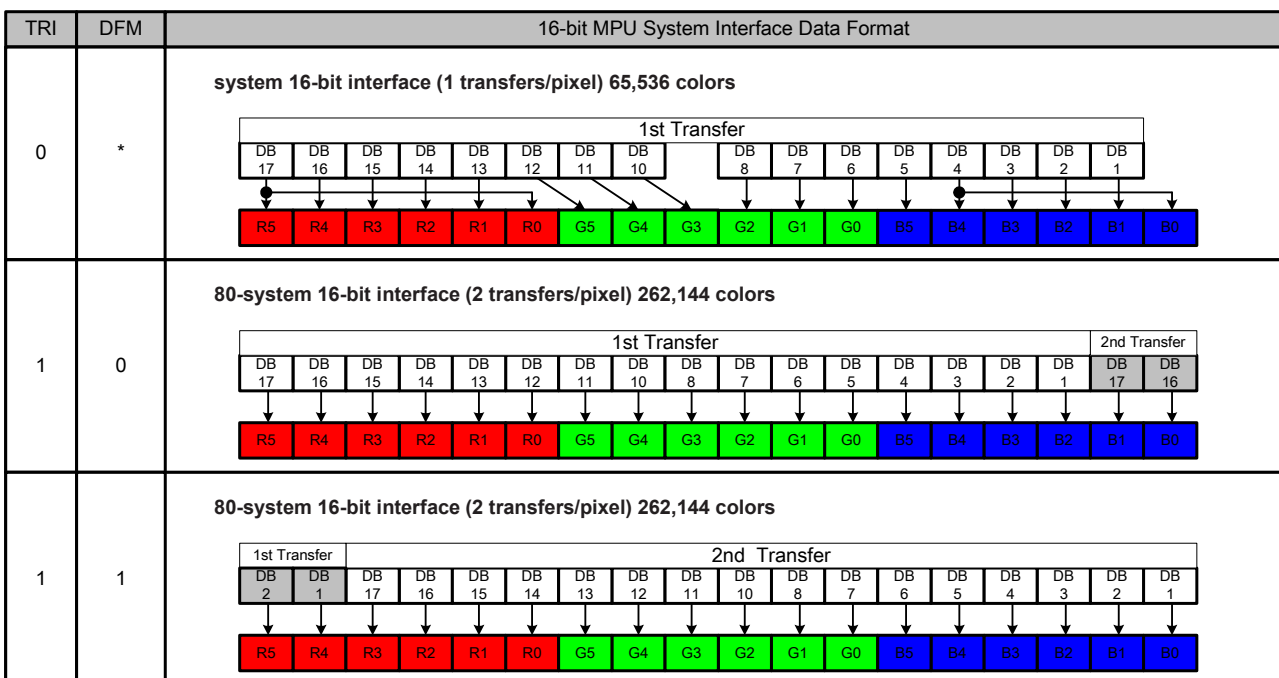 TRI DFM 16-bit MPU System Interface Data Format
system 16-bit interface (1 transfers/pixel) 65,536 colors
1st Transfer
0 *
DB DB DB DB DB DB DB DB DB DB DB DB DB DB DB DB
17 16 15 14 13 12 11 10 8 7 6 5 4 3 2 1
R5 R4 R3 R2 R1 R0 G5 G4 G3 G2 G1 G0 B5 B4 B3 B2 B1 B0
80-system 16-bit interface (2 transfers/pixel) 262,144 colors
1st Transfer 2nd Transfer
1 0
DB DB DB DB DB DB DB DB DB DB DB DB DB DB DB DB DB DB
17 16 15 14 13 12 11 10 8 7 6 5 4 3 2 1 17 16
R5 R4 R3 R2 R1 R0 G5 G4 G3 G2 G1 G0 B5 B4 B3 B2 B1 B0
80-system 16-bit interface (2 transfers/pixel) 262,144 colors
1st Transfer 2nd Transfer
1 1
DB DB DB DB DB DB DB DB DB DB DB DB DB DB DB DB DB DB
2 1 17 16 15 14 13 12 11 10 8 7 6 5 4 3 2 1
R5 R4 R3 R2 R1 R0 G5 G4 G3 G2 G1 G0 B5 B4 B3 B2 B1 B0